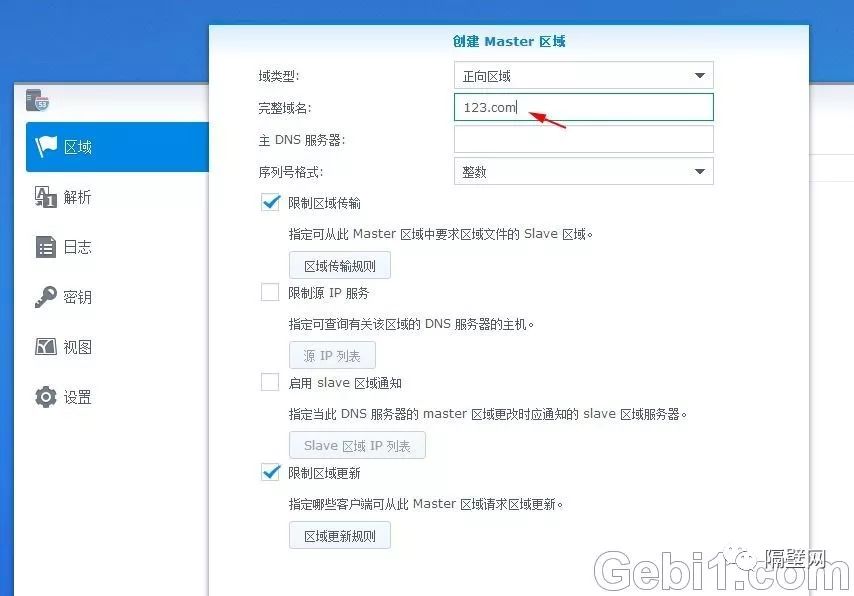 创建 Master 区域
域类型:
正向区域
完整域名:
123.com
主 DNS 服务器:
序列号格式:
整数
53
区域
解析
日志
密钥
视图
设置
限制区域传输
指定可从此 Master 区域中要求区域文件的 Slave 区域。
区域传输规则
限制源 IP 服务
指定可查询有关该区域的 DNS 服务器的主机。
源 IP 列表
启用 slave 区域通知
指定当此 DNS 服务器的 master 区域更改时应通知的 slave 区域服务器。
Slave 区域 IP 列表
限制区域更新
指定哪些客户端可从此 Master 区域请求区域更新。
区域更新规则
隔壁网
Gebi1.com